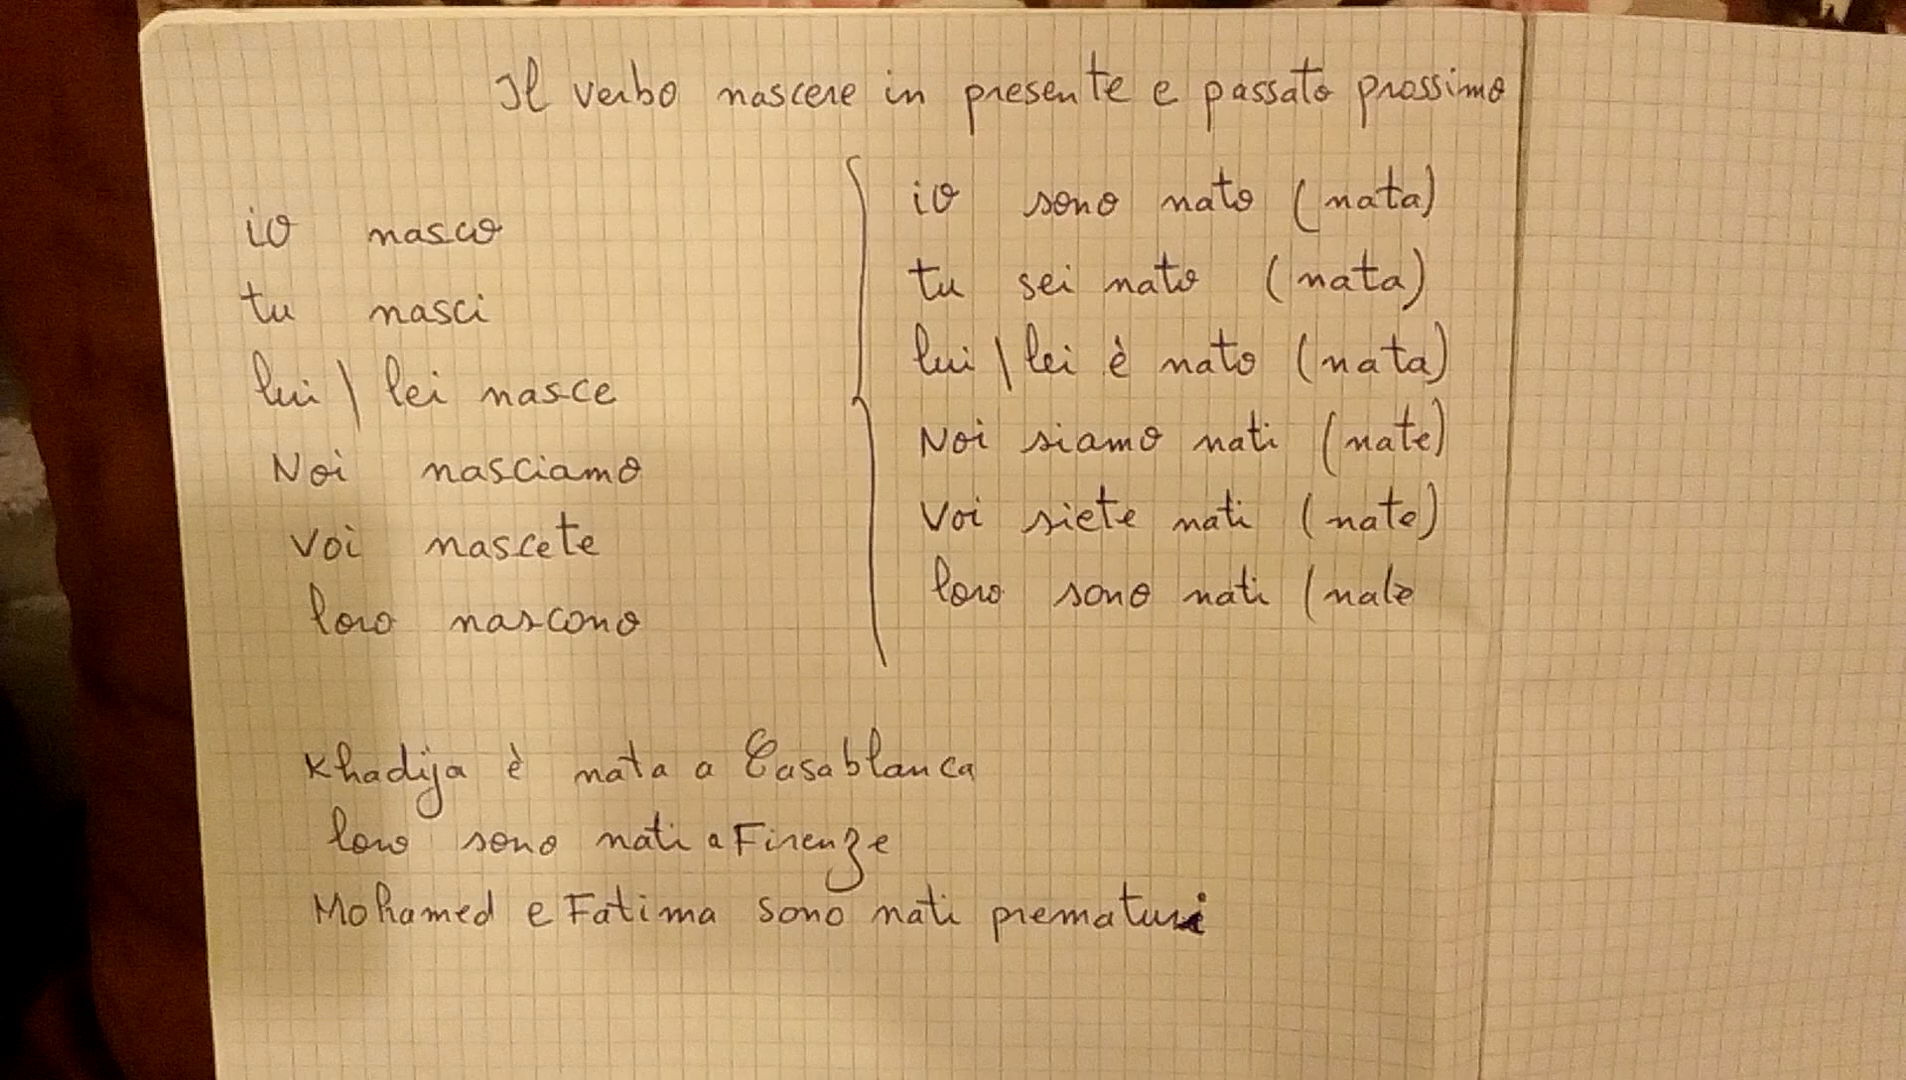 Il verbo nascere in presente e passato prossimo
io nasco
tu nasci
lui \ lei nasce
Noi nasciamo
Voi nascete
loro nascono
io sono nato (nata)
tu sei nato (nata)
lui \ lei è nato (nata)
Noi siamo nati (nate)
Voi siete nati (nate)
loro sono nati (nate
Khadija è nata a Casablanca
loro sono nati a Firenze
Mohamed e Fatima sono nati prematuri